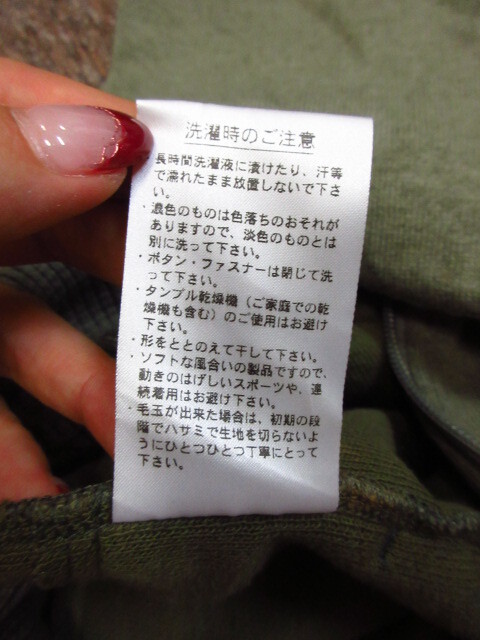 洗濯時のご注意
・長時間洗濯液に漬けたり、汗等
で濡れたまま放置しないで下さ
い。
・濃色のものは色落ちのおそれが
ありますので、淡色のものとは
別に洗って下さい。
・ボタン・ファスナーは閉じて洗
って下さい。
・タンブル乾燥機（ご家庭での乾
燥機も含む）のご使用はお避け
下さい。
・形をととのえて干して下さい。
・ソフトな風合いの製品ですので、
動きのはげしいスポーツや、連
続着用はお避け下さい。
・毛玉が出来た場合は、初期の段
階でハサミで生地を切らないよ
うにひとつひとつ丁寧にとって
下さい。